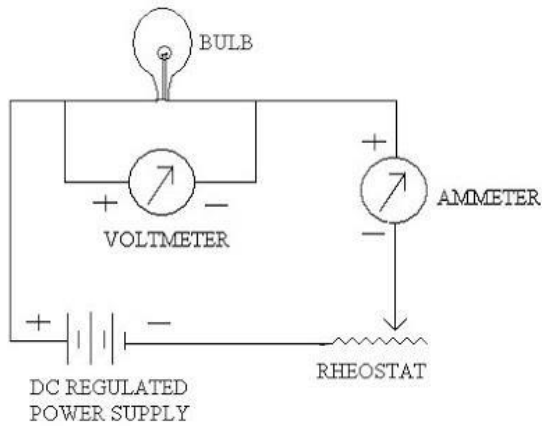 BULB
+
+ −
VOLTMETER
AMMETER
−
+ −
RHEOSTAT
DC REGULATED
POWER SUPPLY